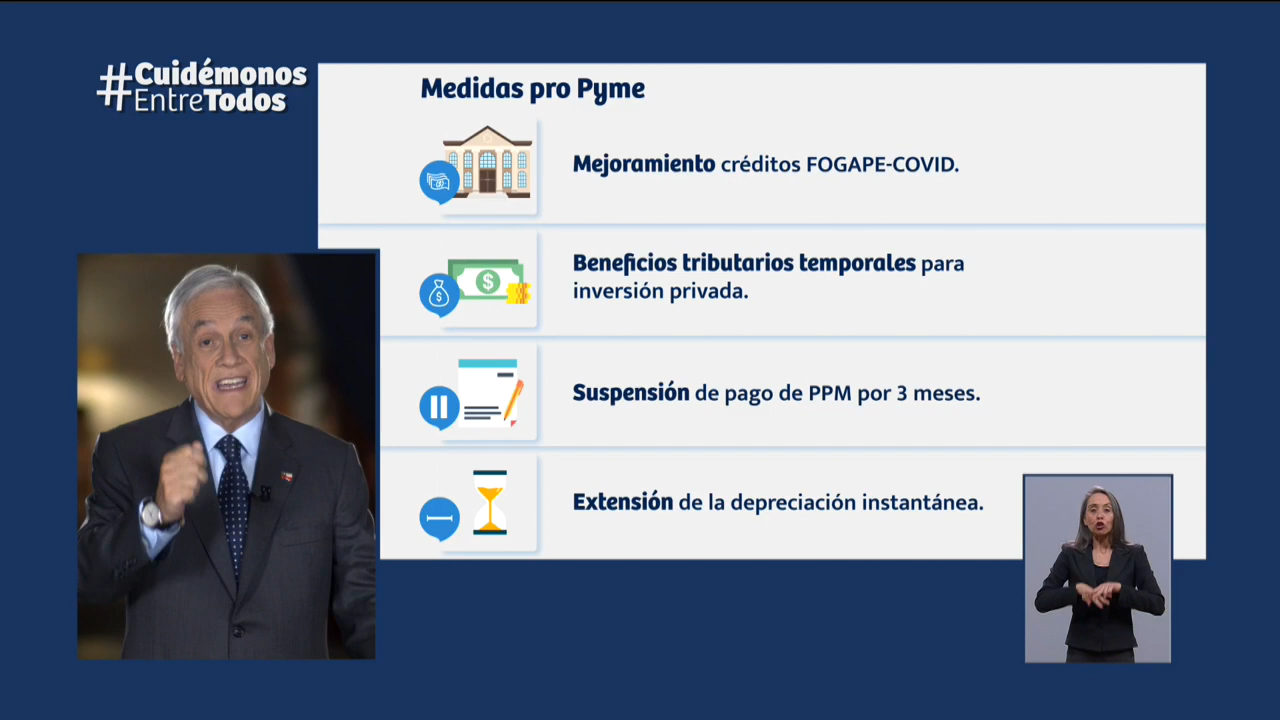 #Cuidémonos
EntreTodos
Medidas pro Pyme
Mejoramiento créditos FOGAPE-COVID.
Beneficios tributarios temporales para
inversión privada.
Suspensión de pago de PPM por 3 meses.
Extensión de la depreciación instantánea.